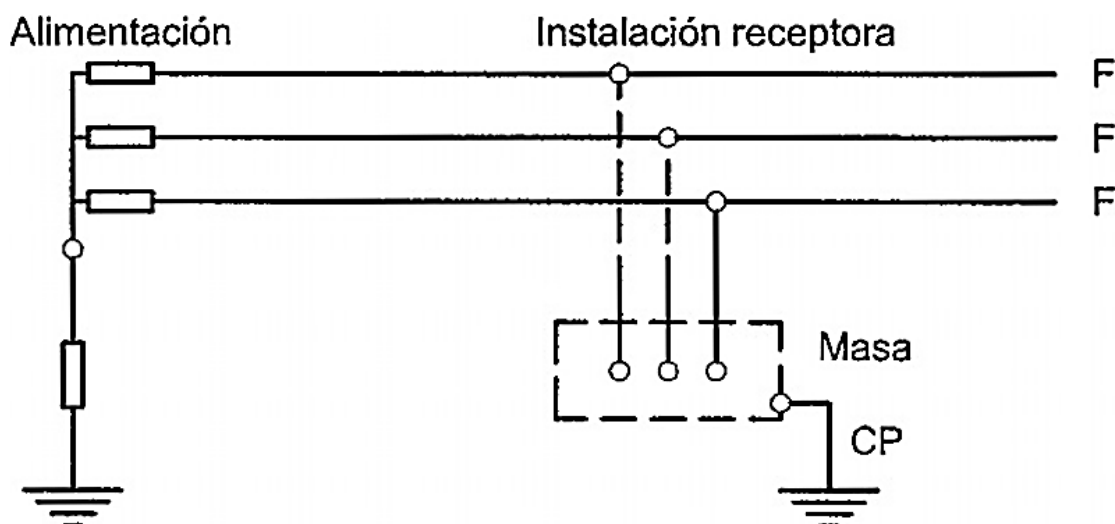 Alimentación
Instalación receptora
F
F
F
Masa
CP